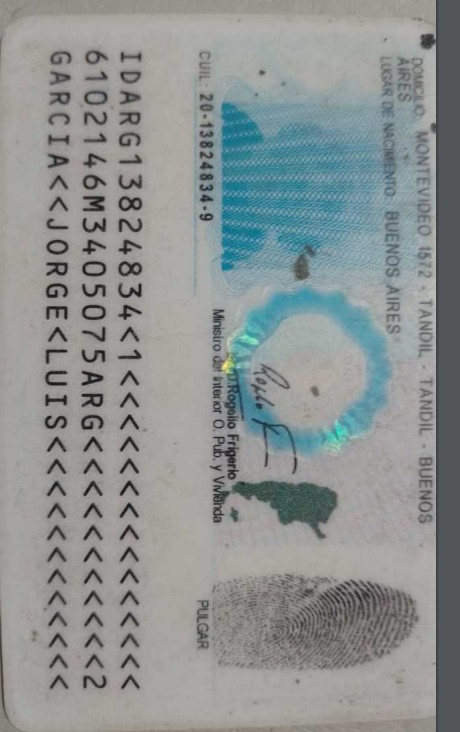 DOMICILIO: MONTEVIDEO 1572 - TANDIL - TANDIL - BUENOS
AIRES
LUGAR DE NACIMIENTO: BUENOS AIRES
Rogelio Frigerio
Ministro del Interior O. Pub. y Vivienda
CUIL: 20-13824834-9
PULGAR
IDARG13824834<1<<<<<<<<<<<<<<<
6102146M3405075ARG<<<<<<<<<<<2
GARCIA<<JORGE<LUIS<<<<<<<<<<<<